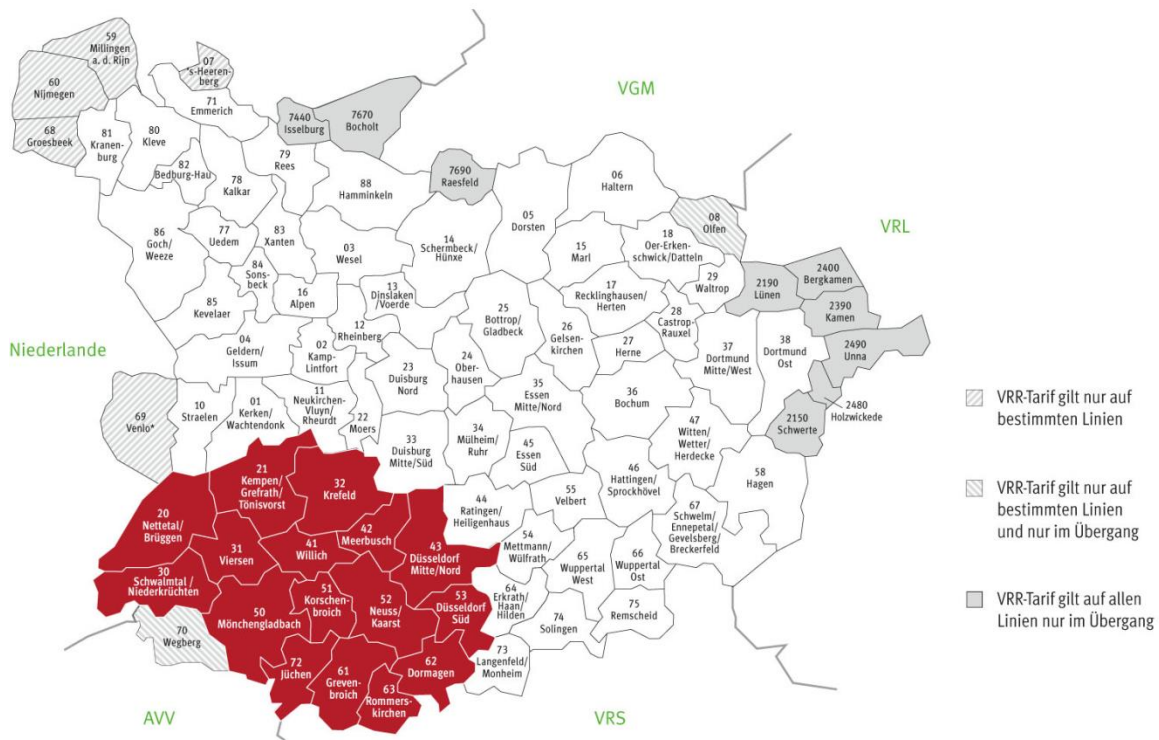 59
Millingen
a. d. Rijn
07
's-Heeren-
berg
60
Nijmegen
71
Emmerich
VGM
7440
Isselburg
7670
Bocholt
68
Groesbeek
81
Kranen-
burg
80
Kleve
82
Bedburg-Hau
79
Rees
78
Kalkar
88
Hamminkeln
7690
Raesfeld
06
Haltern
05
Dorsten
08
Olfen
VRL
86
Goch/
Weeze
77
Uedem
83
Xanten
03
Wesel
14
Schermbeck/
Hünxe
15
Marl
18
Oer-Erken-
schwick/Datteln
84
Sons-
beck
16
Alpen
13
Dinslaken
/Voerde
17
Recklinghausen/
Herten
29
Waltrop
2190
Lünen
2400
Bergkamen
2390
Kamen
85
Kevelaer
25
Bottrop/
Gladbeck
28
Castrop-
Rauxel
2490
Unna
Niederlande
04
Geldern/
Issum
02
Kamp-
Lintfort
12
Rheinberg
26
Gelsen-
kirchen
27
Herne
37
Dortmund
Mitte/West
38
Dortmund
Ost
23
Duisburg
Nord
24
Ober-
hausen
35
Essen
Mitte/Nord
36
Bochum
2480
Holzwickede
2150
Schwerte
69
Venlo*
10
Straelen
01
Kerken/
Wachtendonk
11
Neukirchen-
Vluyn/
Rheurdt
22
Moers
33
Duisburg
Mitte/Süd
34
Mülheim/
Ruhr
45
Essen
Süd
47
Witten/
Wetter/
Herdecke
46
Hattingen/
Sprockhövel
58
Hagen
21
Kempen/
Grefrath/
Tönisvorst
32
Krefeld
44
Ratingen/
Heiligenhaus
55
Velbert
67
Schwelm/
Ennepetal/
Gevelsberg/
Breckerfeld
20
Nettetal/
Brüggen
31
Viersen
41
Willich
42
Meerbusch
43
Düsseldorf
Mitte/Nord
54
Mettmann/
Wülfrath
65
Wuppertal
West
66
Wuppertal
Ost
30
Schwalmtal/
Niederkrüchten
50
Mönchengladbach
51
Korschen-
broich
52
Neuss/
Kaarst
53
Düsseldorf
Süd
64
Erkrath/
Haan/
Hilden
74
Solingen
75
Remscheid
70
Wegberg
72
Jüchen
61
Greven-
broich
62
Dormagen
63
Rommers-
kirchen
73
Langenfeld/
Monheim
AVV
VRS
VRR-Tarif gilt nur auf
bestimmten Linien
VRR-Tarif gilt nur auf
bestimmten Linien
und nur im Übergang
VRR-Tarif gilt auf allen
Linien nur im Übergang